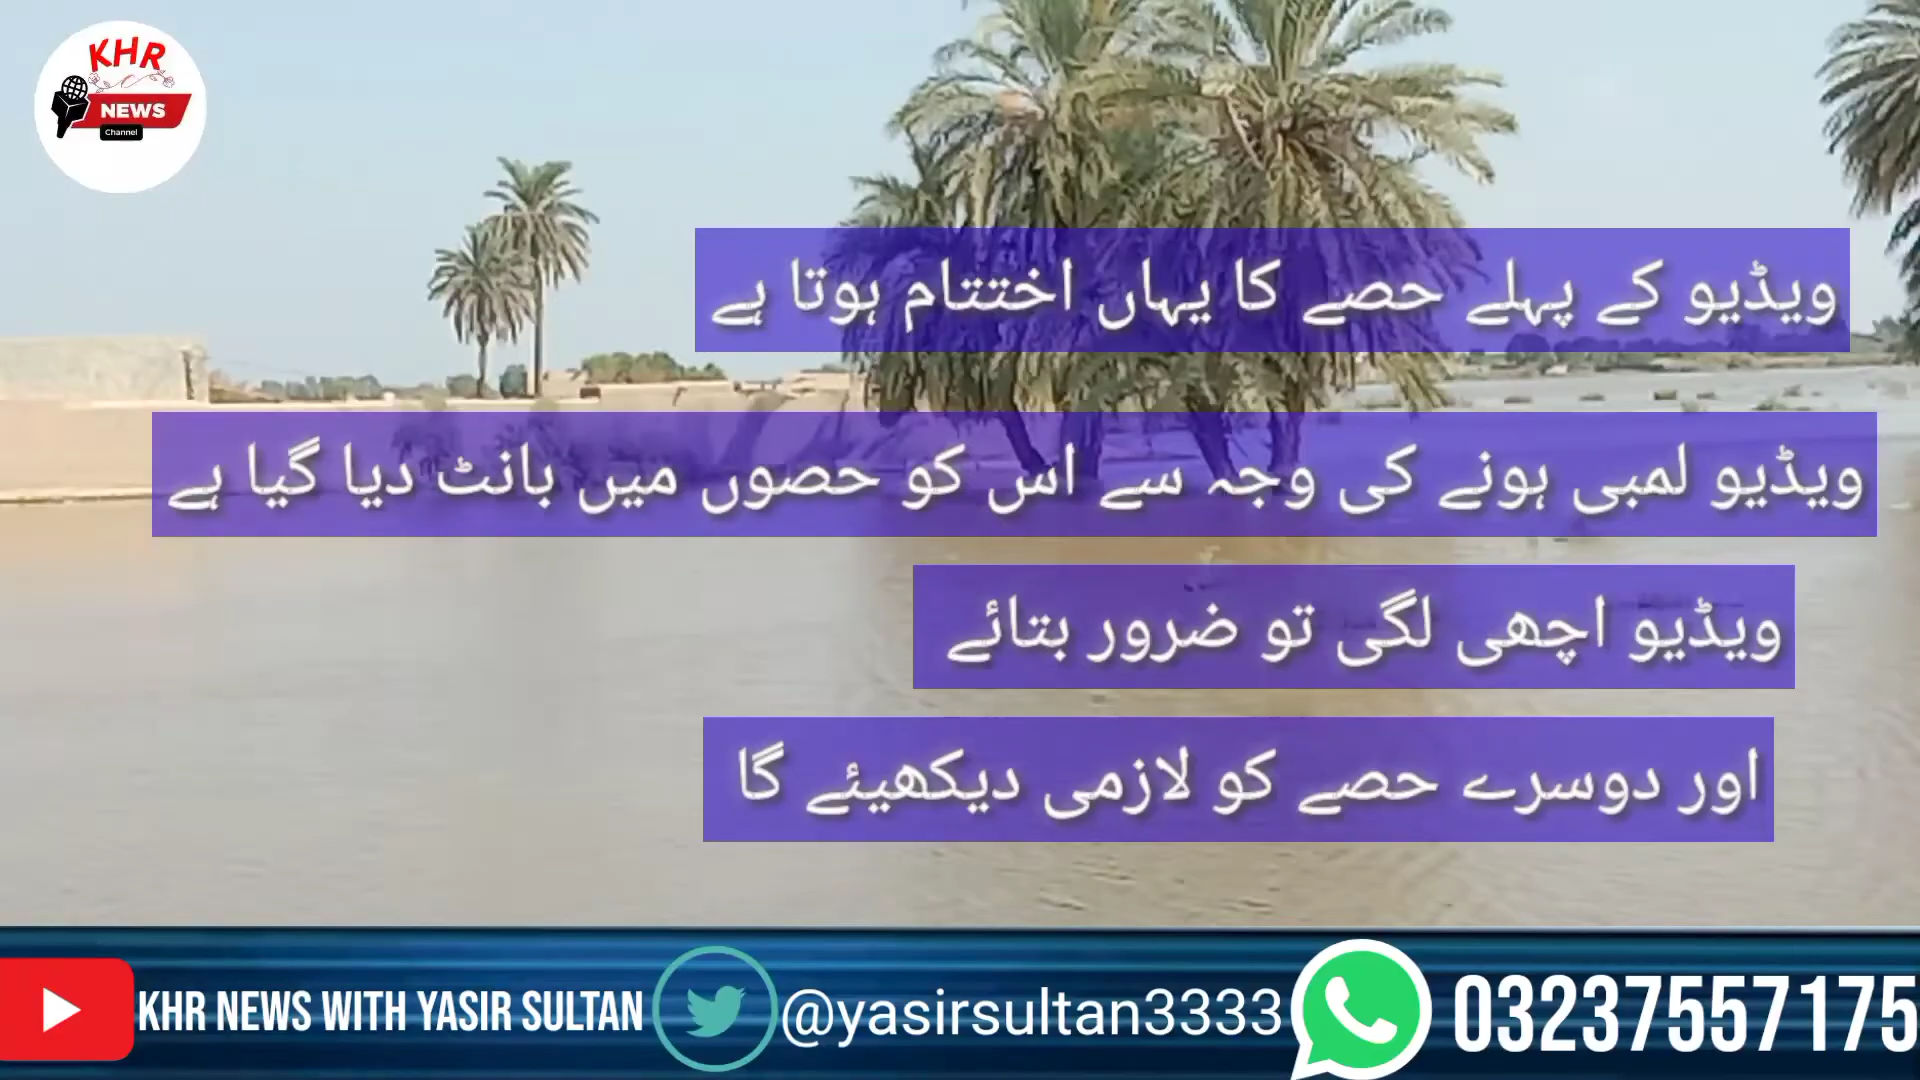 KHR
NEWS
Channel
ویڈیو کے پہلے حصے کا یہاں اختتام ہوتا ہے
ویڈیو لمبی ہونے کی وجہ سے اس کو حصوں میں بانٹ دیا گیا ہے
ویڈیو اچھی لگی تو ضرور بتائے
اور دوسرے حصے کو لازمی دیکھیئے گا
KHR NEWS WITH YASIR SULTAN @yasirsultan3333 03237557175